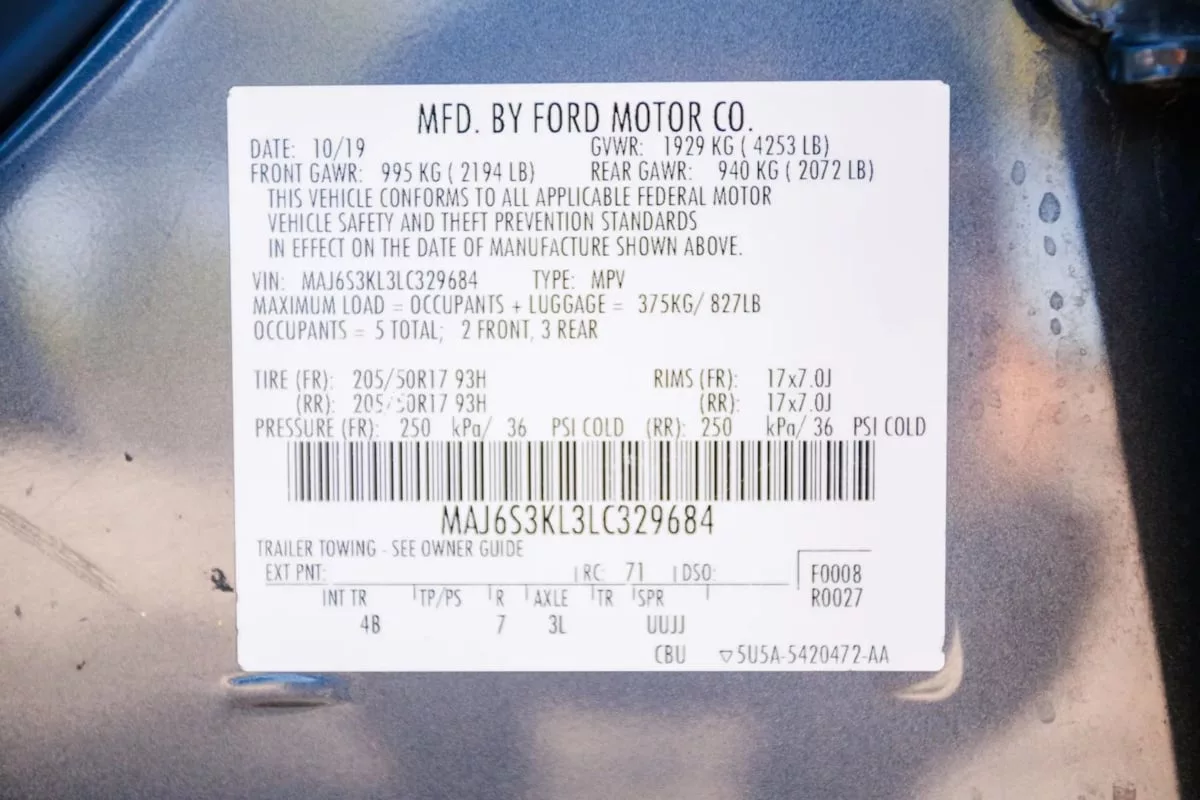 MFD. BY FORD MOTOR CO.
DATE: 10/19 GVWR: 1929 KG ( 4253 LB)
FRONT GAWR: 995 KG ( 2194 LB) REAR GAWR: 940 KG ( 2072 LB)
THIS VEHICLE CONFORMS TO ALL APPLICABLE FEDERAL MOTOR
VEHICLE SAFETY AND THEFT PREVENTION STANDARDS
IN EFFECT ON THE DATE OF MANUFACTURE SHOWN ABOVE.
VIN: MAJ6S3KL3LC329684 TYPE: MPV
MAXIMUM LOAD = OCCUPANTS + LUGGAGE = 375KG/ 827LB
OCCUPANTS = 5 TOTAL; 2 FRONT, 3 REAR
TIRE (FR): 205/50R17 93H RIMS (FR): 17x7.0J
(RR): 205/50R17 93H (RR): 17x7.0J
PRESSURE (FR): 250 kPa/ 36 PSI COLD (RR): 250 kPa/ 36 PSI COLD
MAJ6S3KL3LC329684
TRAILER TOWING - SEE OWNER GUIDE
EXT PNT: RC: 71 DSO: F0008
INT TR TP/PS R AXLE TR SPR R0027
4B 7 3L UUJJ
CBU ▽5U5A-5420472-AA